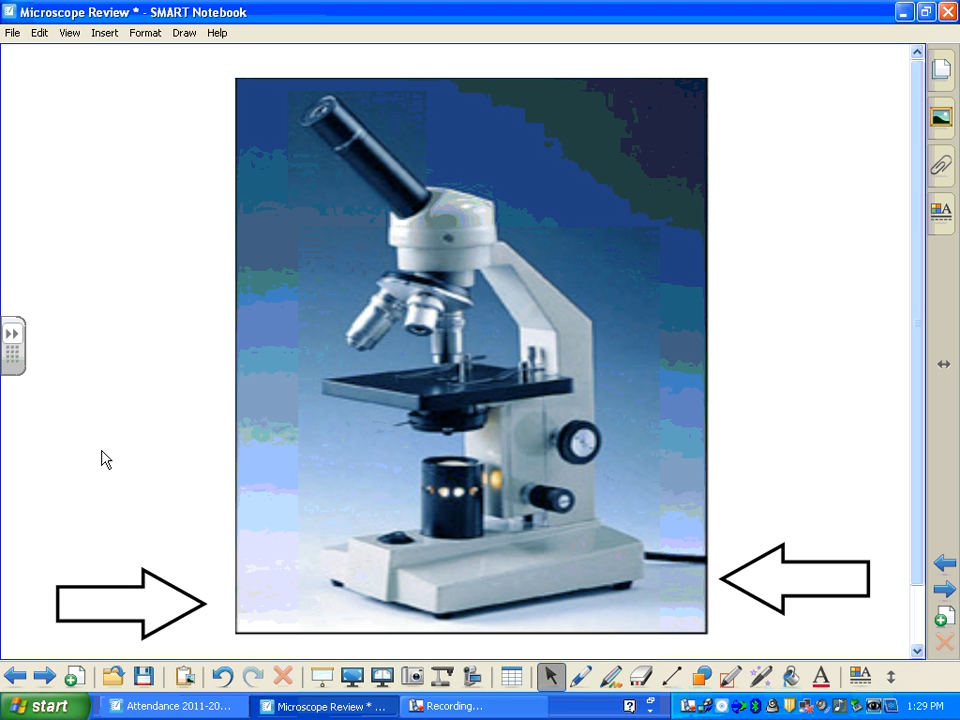 Microscope Review * - SMART Notebook
File Edit View Insert Format Draw Help
start
Attendance 2011-20...
Microscope Review * ...
Recording...
1:29 PM